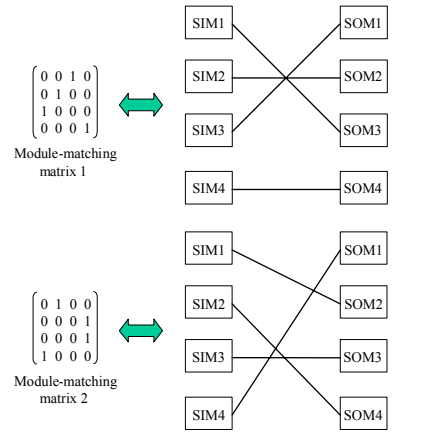 SIM1 SOM1
0 0 1 0
0 1 0 0
1 0 0 0
0 0 0 1
SIM2 SOM2
SIM3 SOM3
Module-matching
matrix 1
SIM4 SOM4
SIM1 SOM1
0 1 0 0
0 0 0 1
0 0 0 1
1 0 0 0
SIM2 SOM2
SIM3 SOM3
Module-matching
matrix 2
SIM4 SOM4